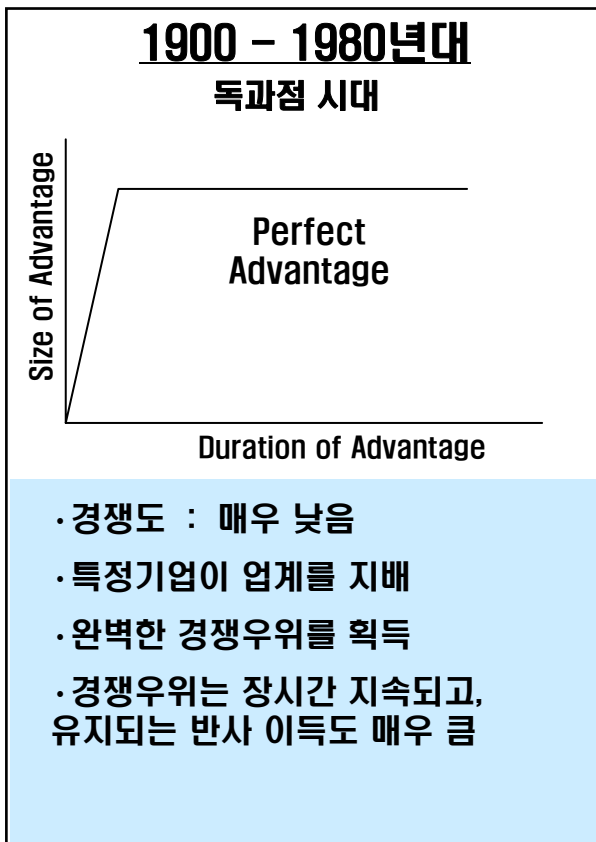 1900 – 1980년대
독과점 시대
Size of Advantage
Perfect
Advantage
Duration of Advantage
·경쟁도 : 매우 낮음
·특정기업이 업계를 지배
·완벽한 경쟁우위를 획득
·경쟁우위는 장시간 지속되고,
유지되는 반사 이득도 매우 큼